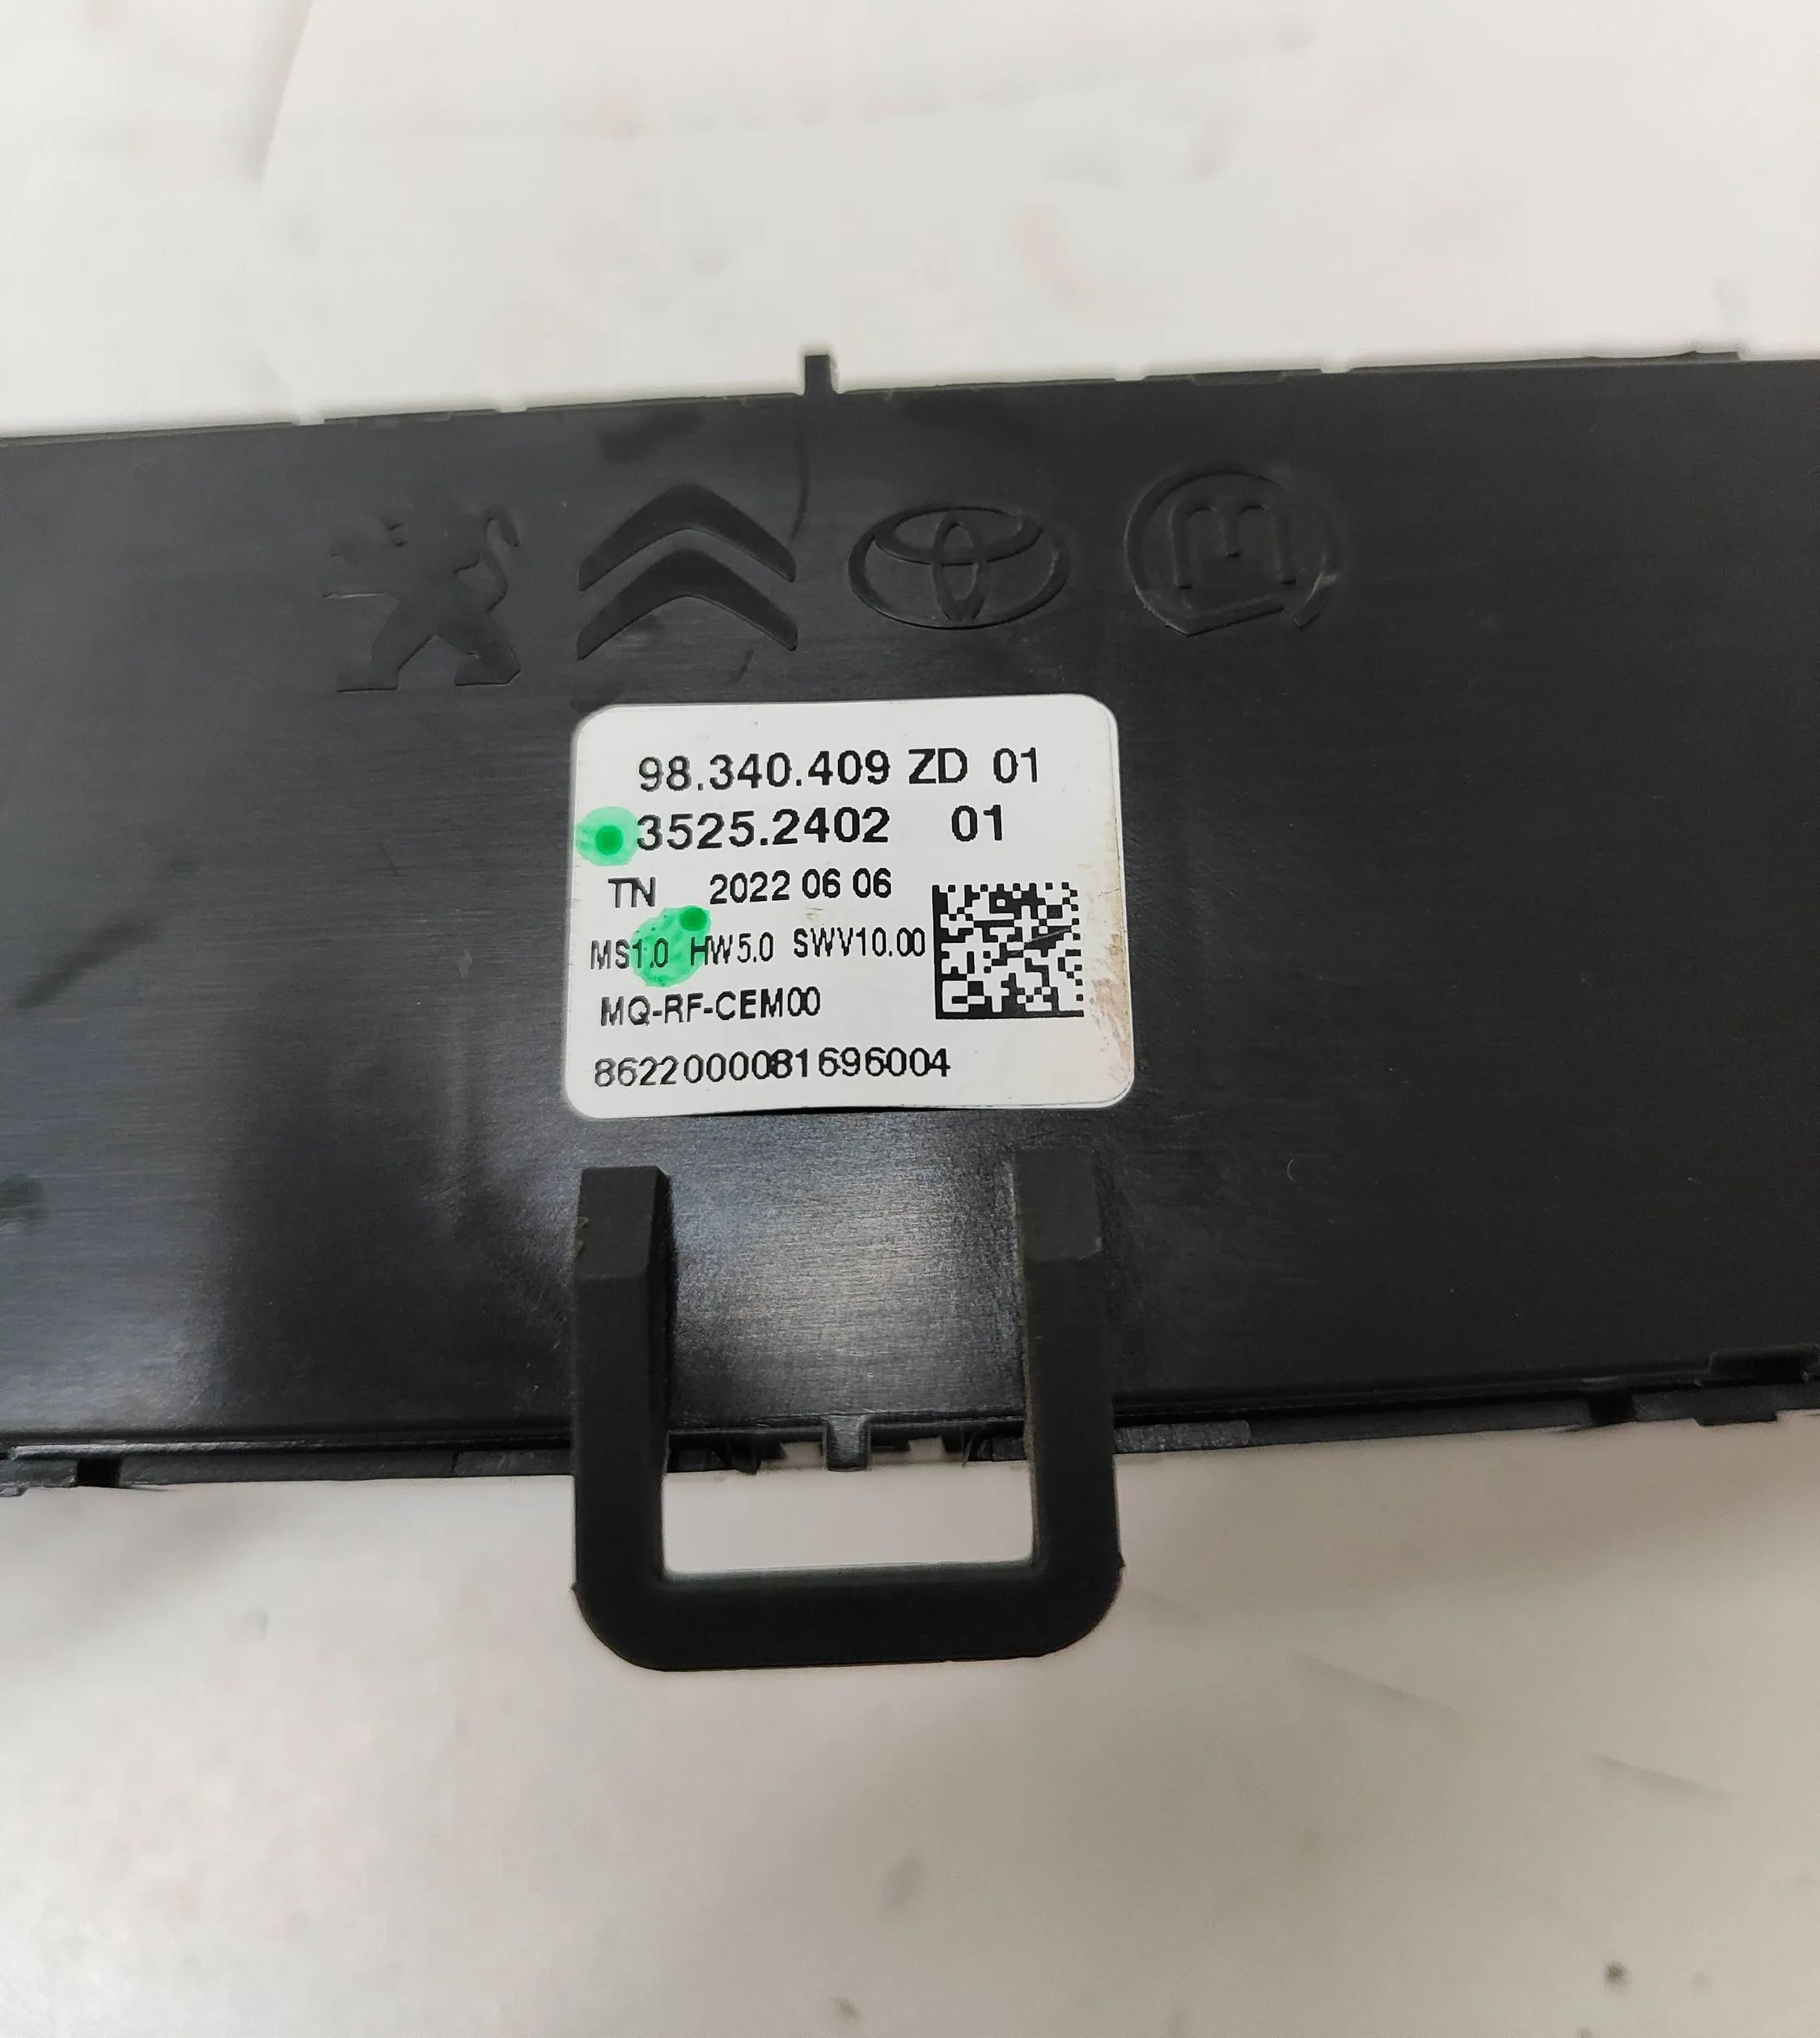 98.340.409 ZD 01
3525.2402 01
TN 2022 06 06
MS1.0 HW5.0 SWV10.00
MQ-RF-CEM00
8622000081696004